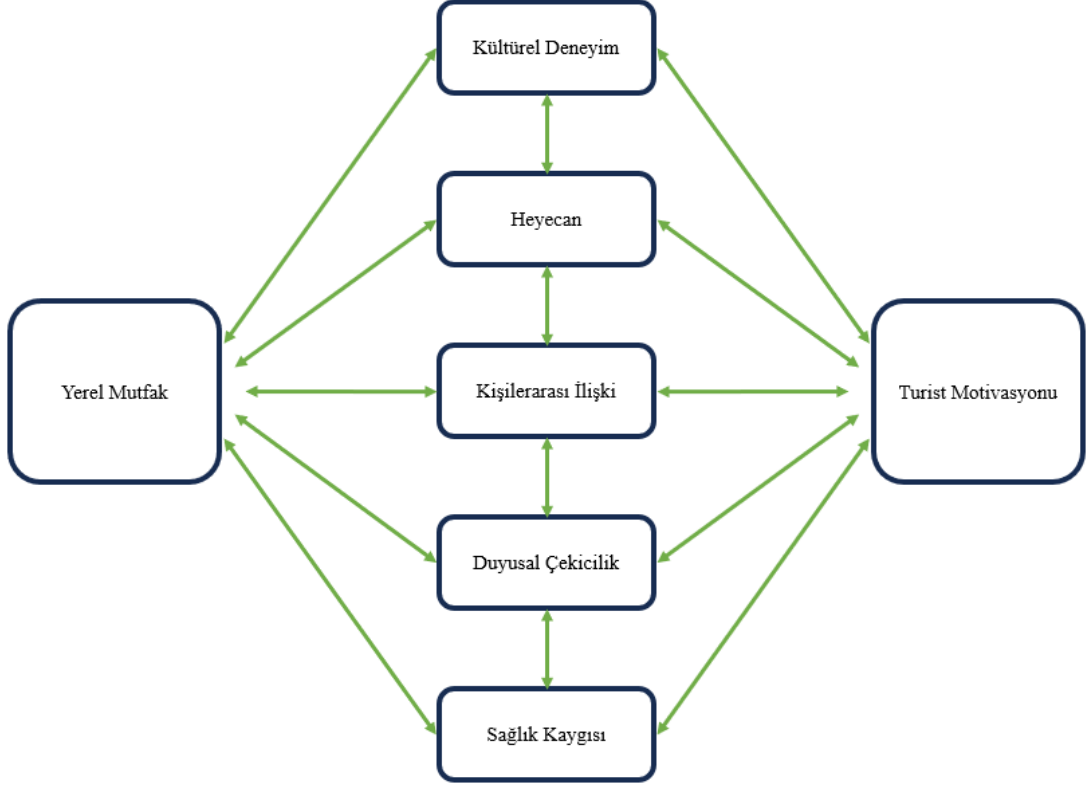 Kültürel Deneyim
Heyecan
Yerel Mutfak
Kişilerarası İlişki
Turist Motivasyonu
Duyusal Çekicilik
Sağlık Kaygısı